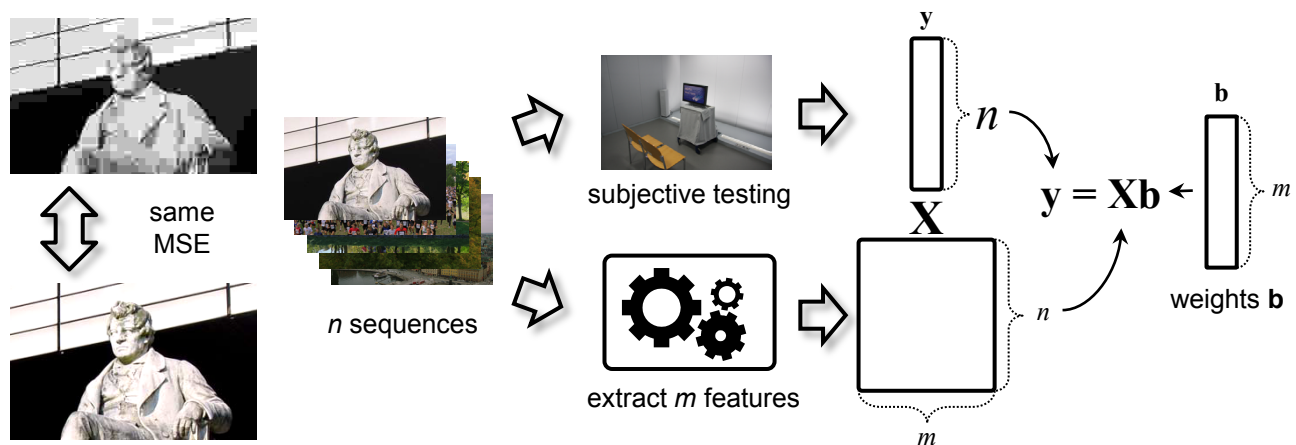 same
MSE
n sequences
subjective testing
extract m features
y
n
X
n
m
y = Xb
b
m
weights b